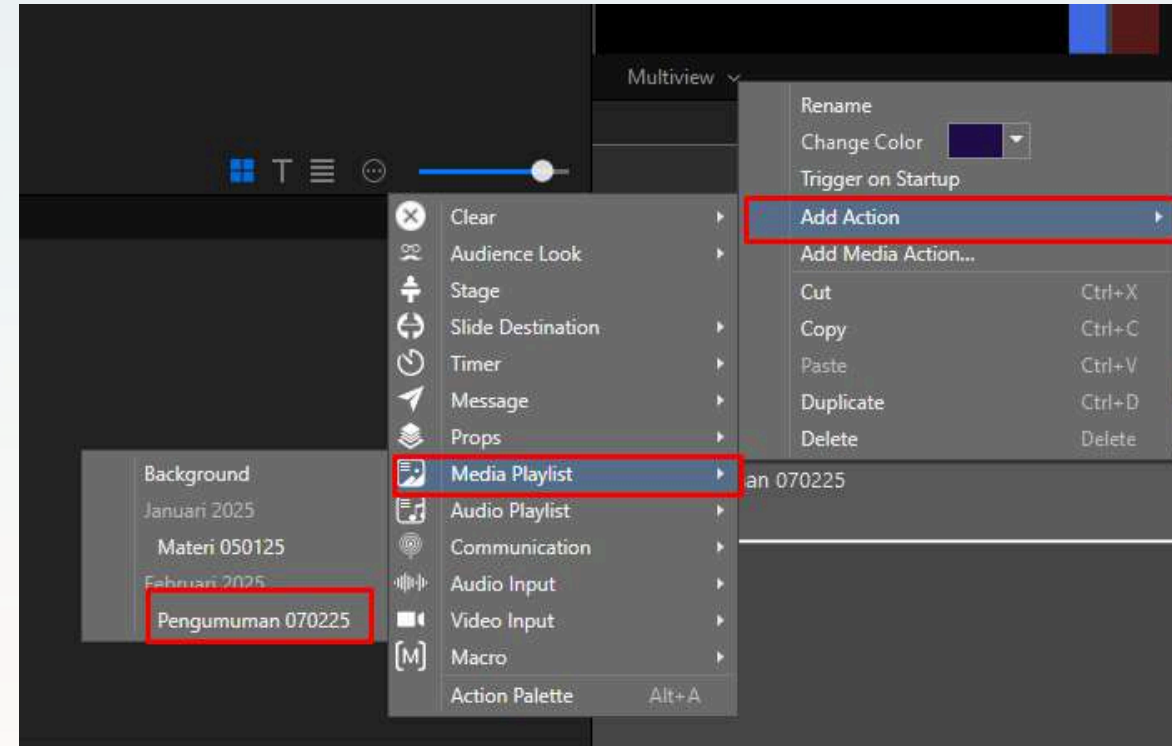 Multiview
Rename
Change Color
Trigger on Startup
Add Action
Add Media Action...
Cut Ctrl+X
Copy Ctrl+C
Paste Ctrl+V
Duplicate Ctrl+D
Delete Delete
an 070225
Clear
Audience Look
Stage
Slide Destination
Timer
Message
Props
Media Playlist
Audio Playlist
Communication
Audio Input
Video Input
[M] Macro
Action Palette Alt+A
Background
Januari 2025
Materi 050125
Februari 2025
Pengumuman 070225